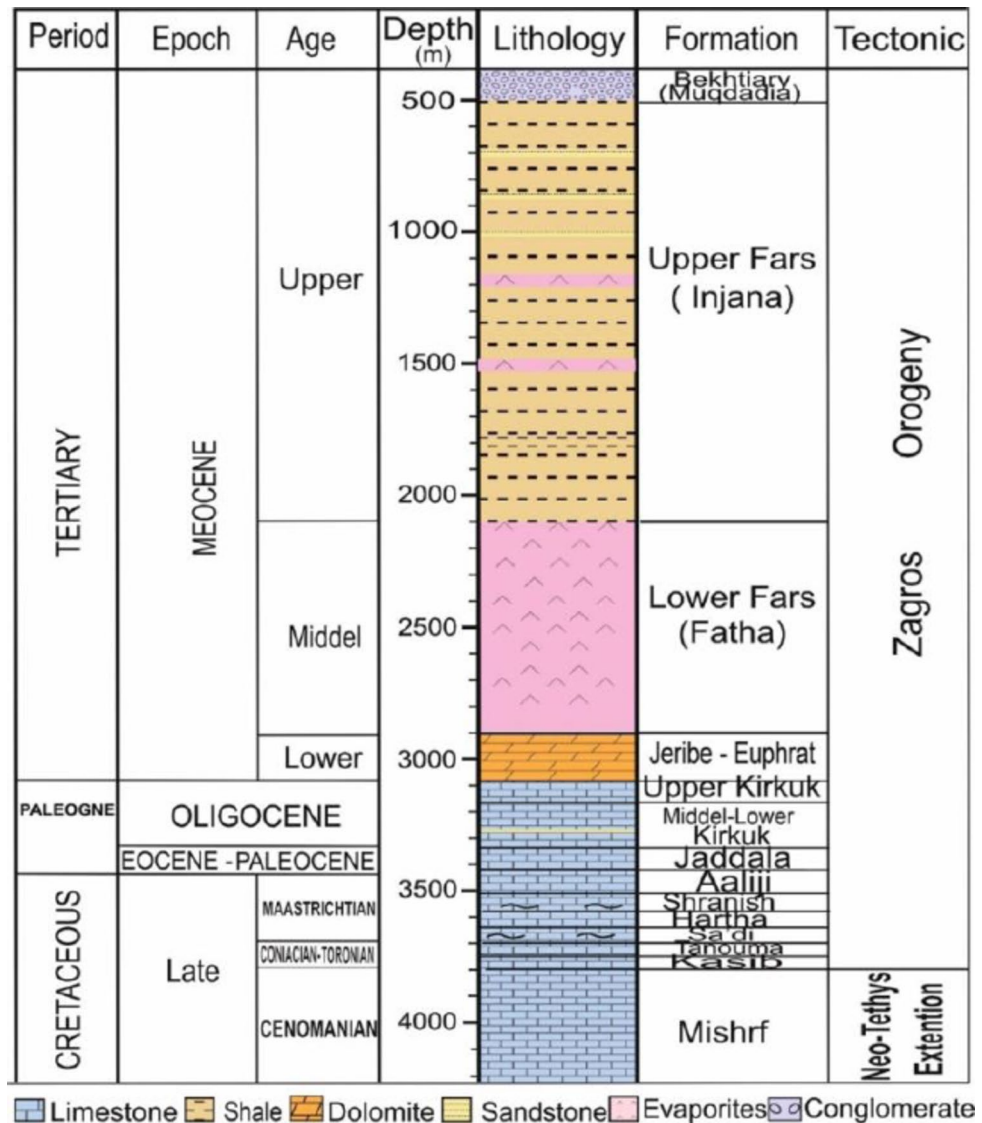 Period Epoch Age Depth (m) Lithology Formation Tectonic
Bekhtiary
(Muqdadia)
500
1000
Upper
Upper Fars
( Injana)
1500
Orogeny
TERTIARY
MEOCENE
2000
Lower Fars
(Fatha)
2500
Middel
Zagros
Lower
3000
Jeribe - Euphrat
Upper Kirkuk
PALEOGNE
OLIGOCENE
Middel-Lower
Kirkuk
EOCENE -PALEOCENE
Jaddala
Aaliji
3500
CRETACEOUS
Late
MAASTRICHTIAN
Shranish
Hartha
Sa'di
CONIACIAN-TORONIAN
Tanouma
Kasib
CENOMANIAN
4000
Mishrf
Neo-Tethys
Extention
Limestone Shale Dolomite Sandstone Evaporites Conglomerate